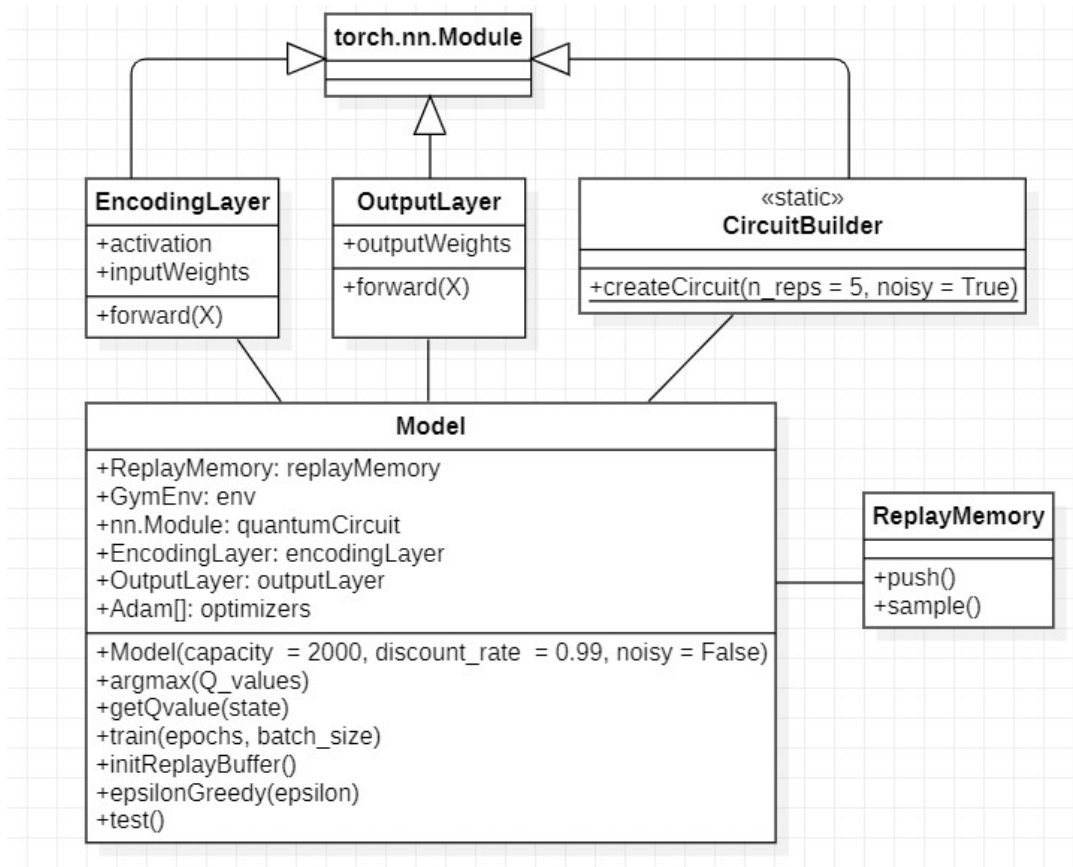 torch.nn.Module
EncodingLayer
+activation
+inputWeights
+forward(X)
OutputLayer
+outputWeights
+forward(X)
«static»
CircuitBuilder
+createCircuit(n_reps = 5, noisy = True)
Model
+ReplayMemory: replayMemory
+GymEnv: env
+nn.Module: quantumCircuit
+EncodingLayer: encodingLayer
+OutputLayer: outputLayer
+Adam[]: optimizers
+Model(capacity = 2000, discount_rate = 0.99, noisy = False)
+argmax(Q_values)
+getQvalue(state)
+train(epochs, batch_size)
+initReplayBuffer()
+epsilonGreedy(epsilon)
+test()
ReplayMemory
+push()
+sample()